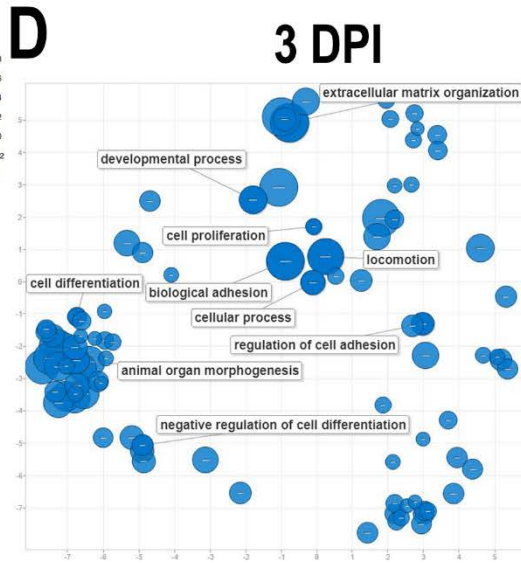 D
3 DPI
extracellular matrix organization
developmental process
cell proliferation
locomotion
cell differentiation
biological adhesion
cellular process
regulation of cell adhesion
animal organ morphogenesis
negative regulation of cell differentiation
5
4
3
2
1
0
-1
-2
-3
-4
-5
-6
-7
-7 -6 -5 -4 -3 -2 -1 0 1 2 3 4 5